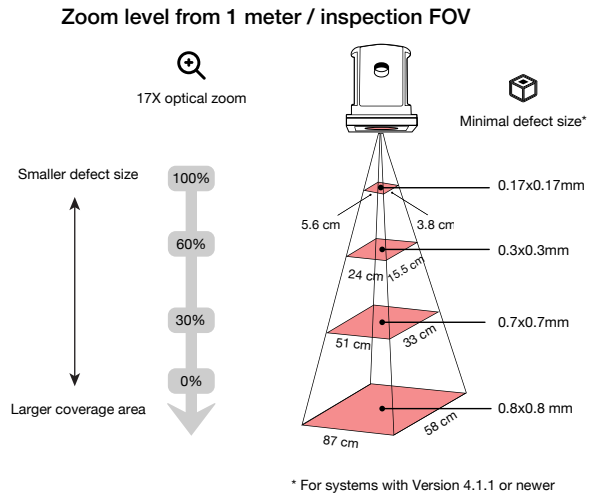 Zoom level from 1 meter / inspection FOV
17X optical zoom
Minimal defect size*
Smaller defect size
100%
0.17x0.17mm
5.6 cm
3.8 cm
60%
0.3x0.3mm
24 cm
15.5 cm
30%
0.7x0.7mm
51 cm
33 cm
0%
Larger coverage area
0.8x0.8 mm
87 cm
58 cm
* For systems with Version 4.1.1 or newer